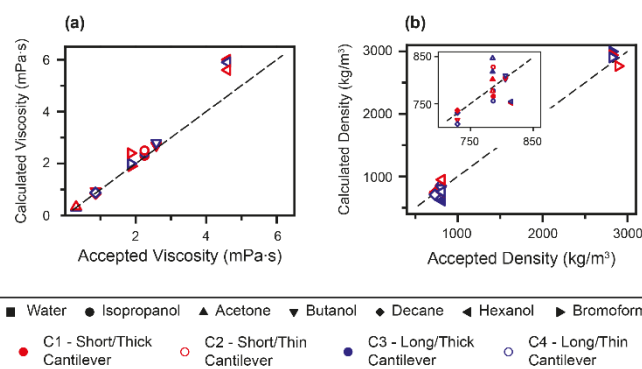 (a)
(b)
Calculated Viscosity (mPa·s)
6
4
2
0
2
4
6
Accepted Viscosity (mPa·s)
Calculated Density (kg/m³)
3000
2000
1000
850
750
750
850
1000
2000
3000
Accepted Density (kg/m³)
Water Isopropanol Acetone Butanol Decane Hexanol Bromoform
C1 - Short/Thick Cantilever
C2 - Short/Thin Cantilever
C3 - Long/Thick Cantilever
C4 - Long/Thin Cantilever